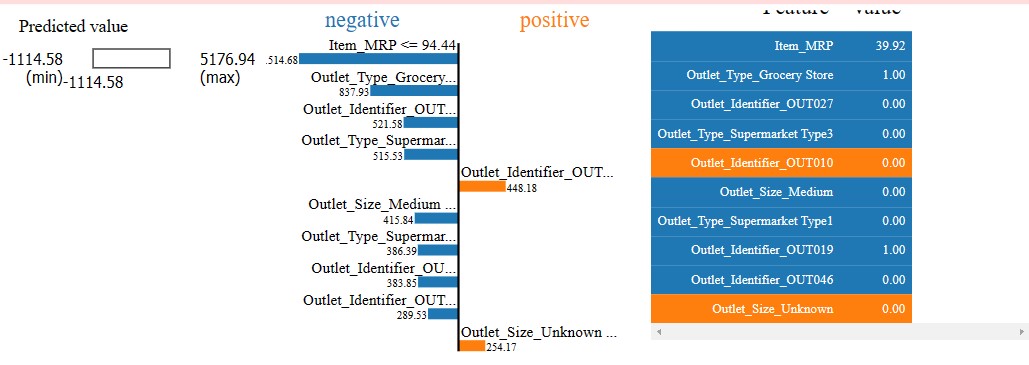 negative
positive
Predicted value
-1114.58
(min)
-1114.58
5176.94
(max)
Item_MRP <= 94.44
.514.68
Outlet_Type_Grocery...
837.93
Outlet_Identifier_OUT...
521.58
Outlet_Type_Supermar...
515.53
Outlet_Identifier_OUT...
448.18
Outlet_Size_Medium ...
415.84
Outlet_Type_Supermar...
386.39
Outlet_Identifier_OU...
383.85
Outlet_Identifier_OUT...
289.53
Outlet_Size_Unknown ...
254.17
Feature Value
Item_MRP 39.92
Outlet_Type_Grocery Store 1.00
Outlet_Identifier_OUT027 0.00
Outlet_Type_Supermarket Type3 0.00
Outlet_Identifier_OUT010 0.00
Outlet_Size_Medium 0.00
Outlet_Type_Supermarket Type1 0.00
Outlet_Identifier_OUT019 1.00
Outlet_Identifier_OUT046 0.00
Outlet_Size_Unknown 0.00